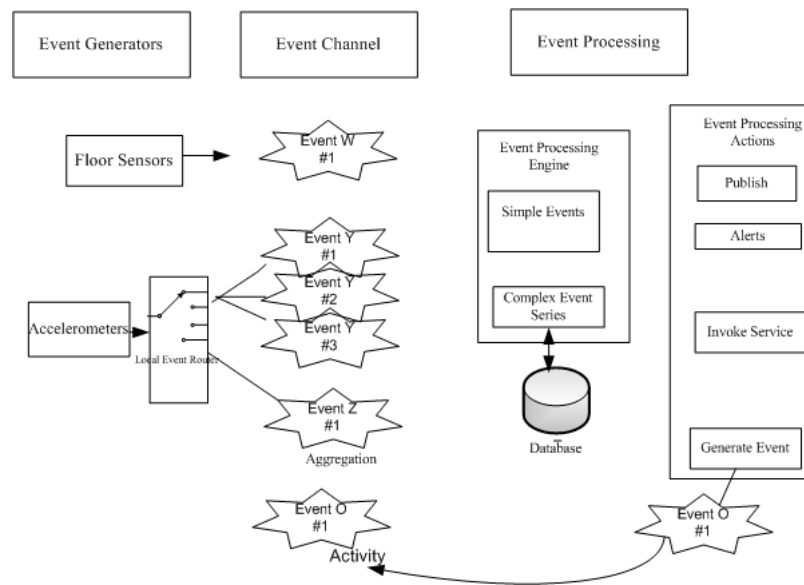 Event Generators
Event Channel
Event Processing
Floor Sensors
Event W
#1
Event Processing
Engine
Simple Events
Complex Event
Series
Database
Event Processing
Actions
Publish
Alerts
Invoke Service
Generate Event
Accelerometers
Local Event Router
Event Y
#1
Event Y
#2
Event Y
#3
Event Z
#1
Aggregation
Event O
#1
Activity
Event O
#1